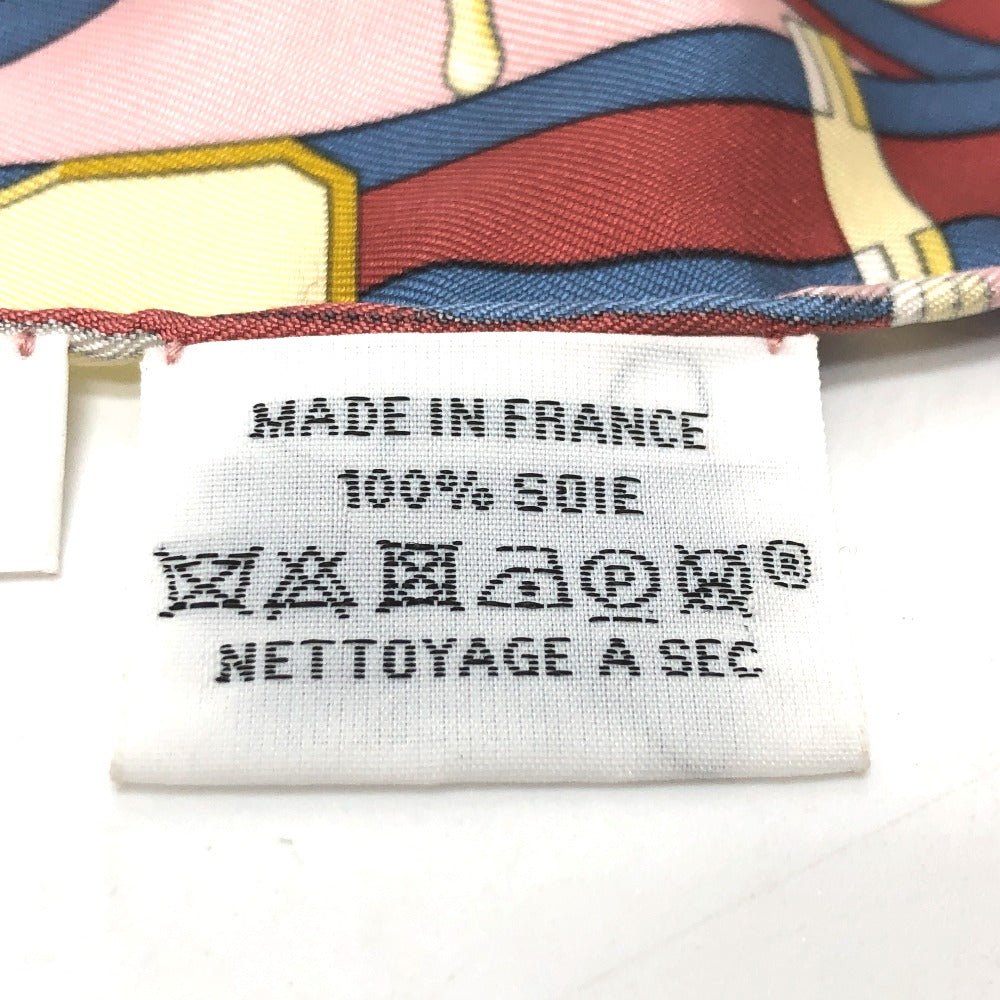 MADE IN FRANCE
100% SOIE
P W ®
NETTOYAGE A SEC